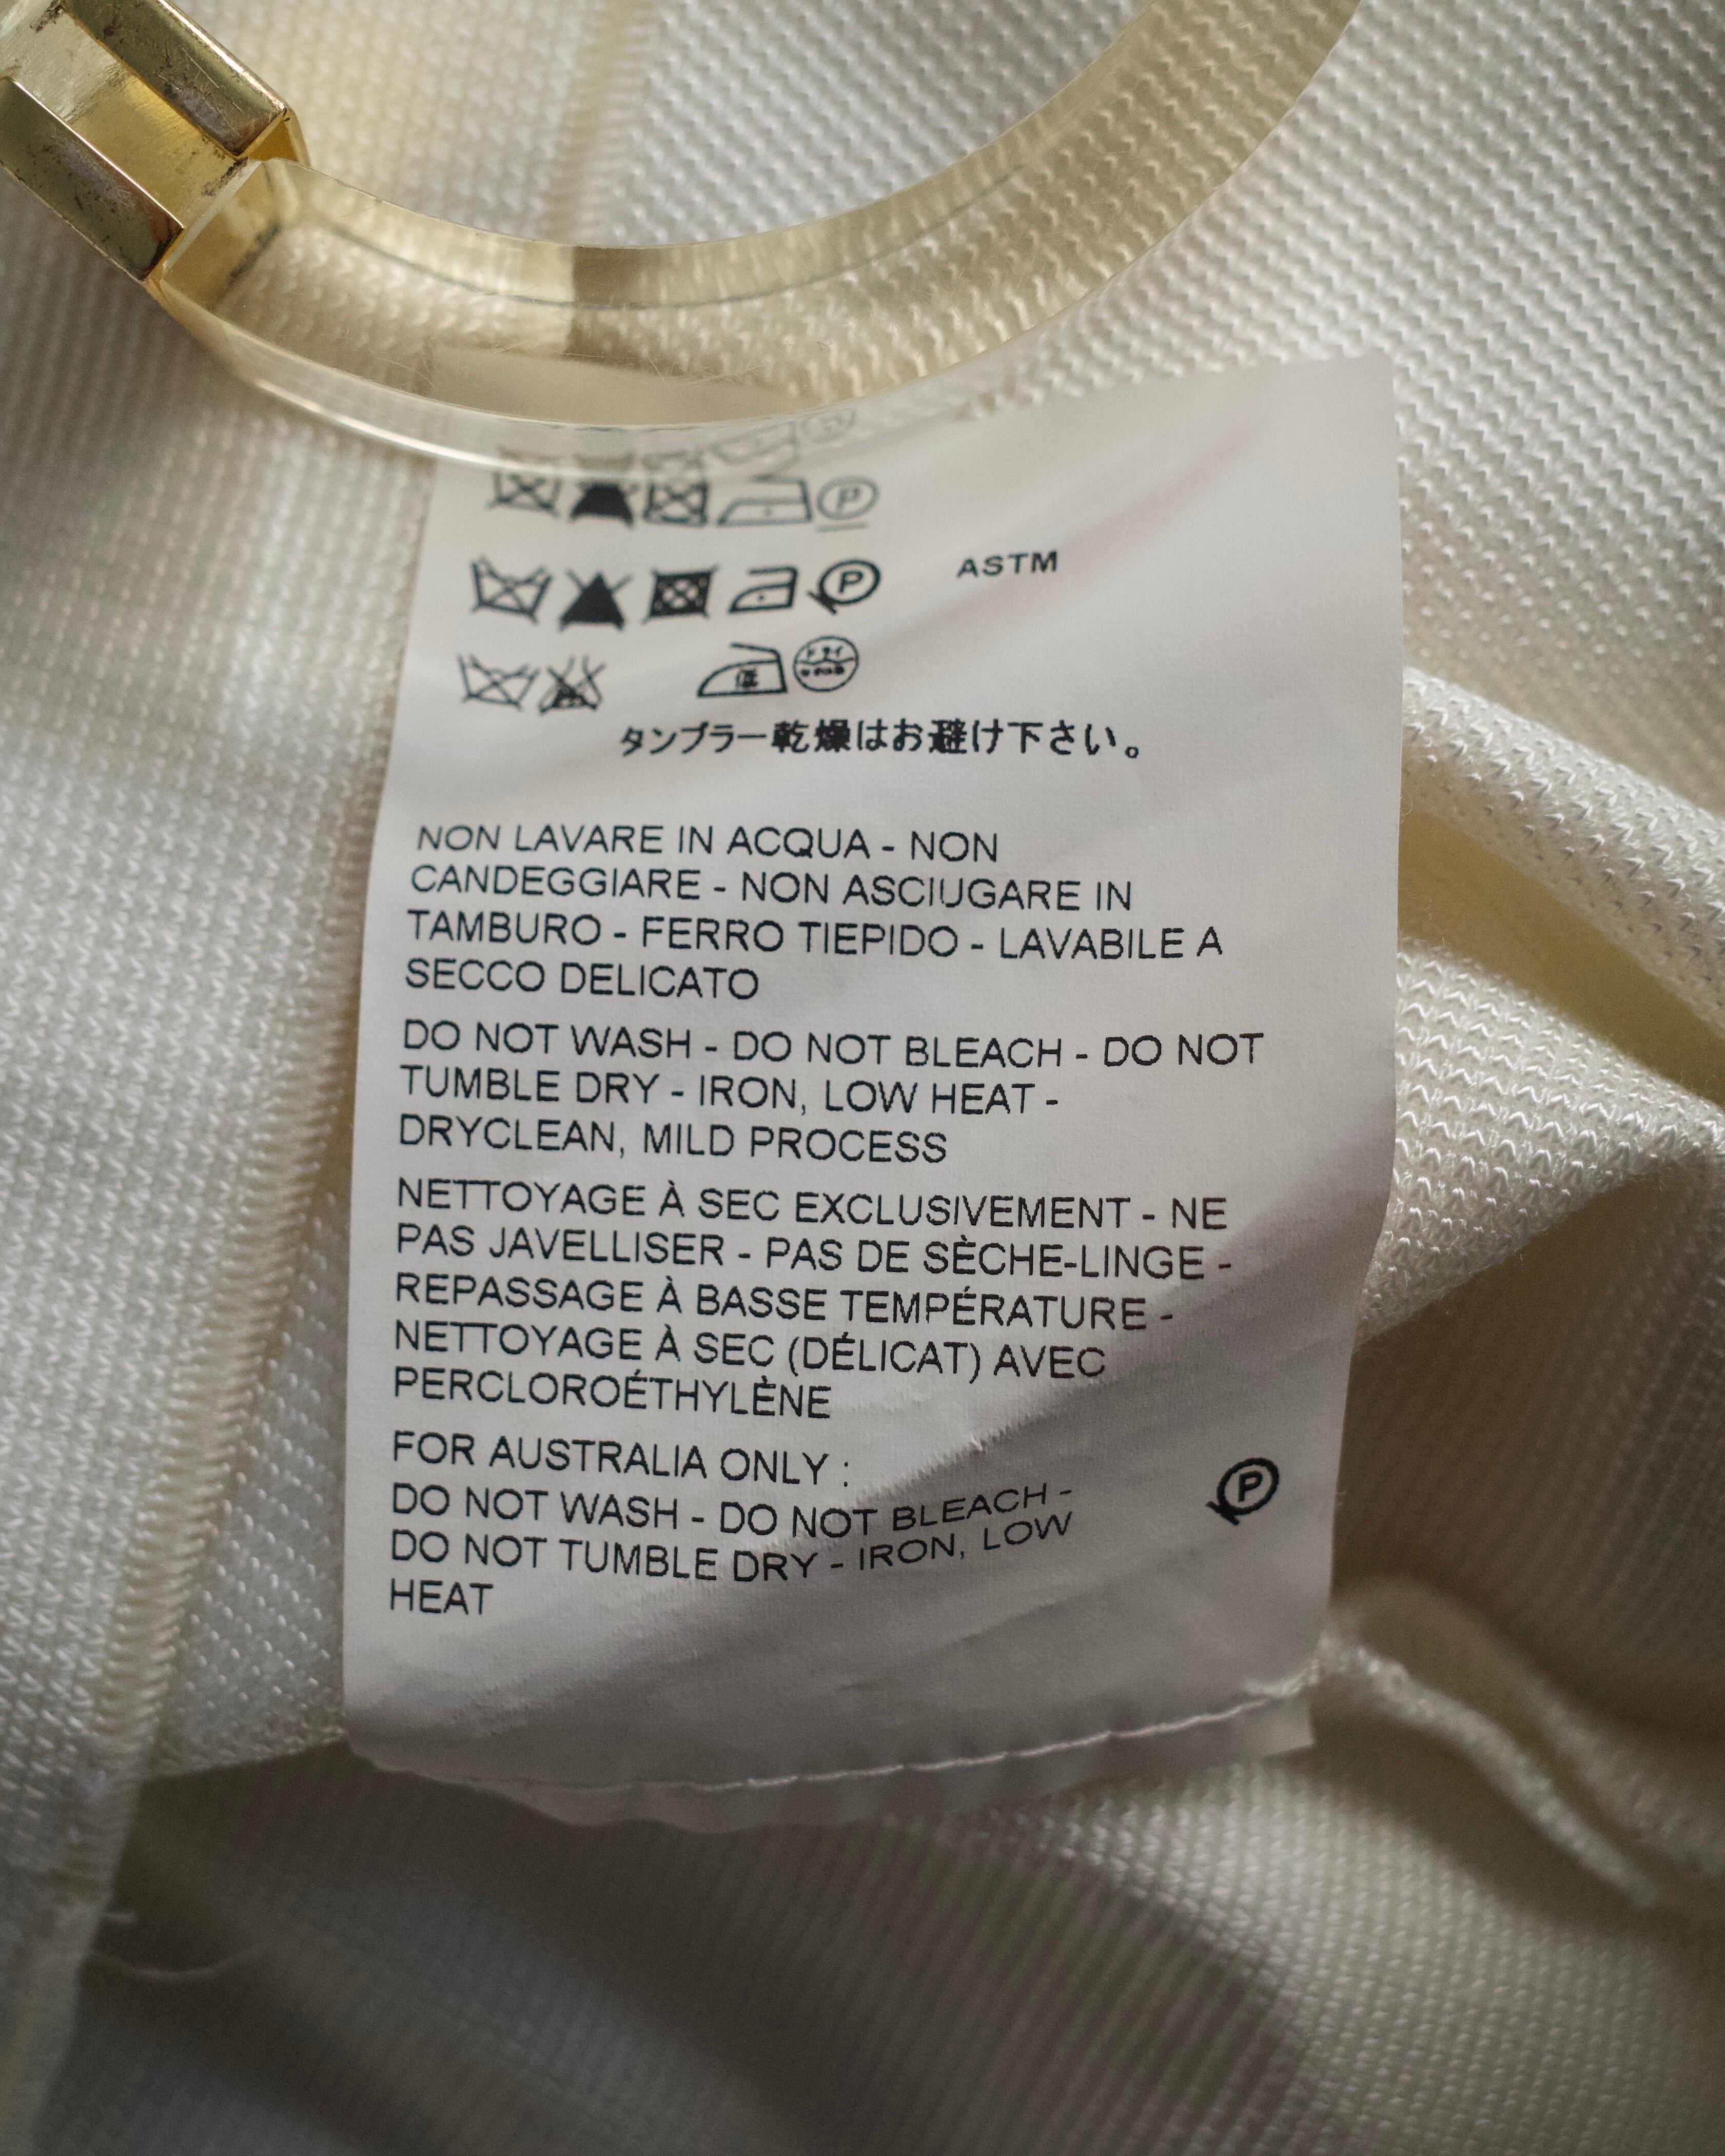 P
P
ASTM
低
ドライ
タンブラー乾燥はお避け下さい。
NON LAVARE IN ACQUA - NON
CANDEGGIARE - NON ASCIUGARE IN
TAMBURO - FERRO TIEPIDO - LAVABILE A
SECCO DELICATO
DO NOT WASH - DO NOT BLEACH - DO NOT
TUMBLE DRY - IRON, LOW HEAT -
DRYCLEAN, MILD PROCESS
NETTOYAGE À SEC EXCLUSIVEMENT - NE
PAS JAVELLISER - PAS DE SÈCHE-LINGE -
REPASSAGE À BASSE TEMPÉRATURE -
NETTOYAGE À SEC (DÉLICAT) AVEC
PERCLOROÉTHYLÈNE
FOR AUSTRALIA ONLY :
DO NOT WASH - DO NOT BLEACH -
DO NOT TUMBLE DRY - IRON, LOW
HEAT
P